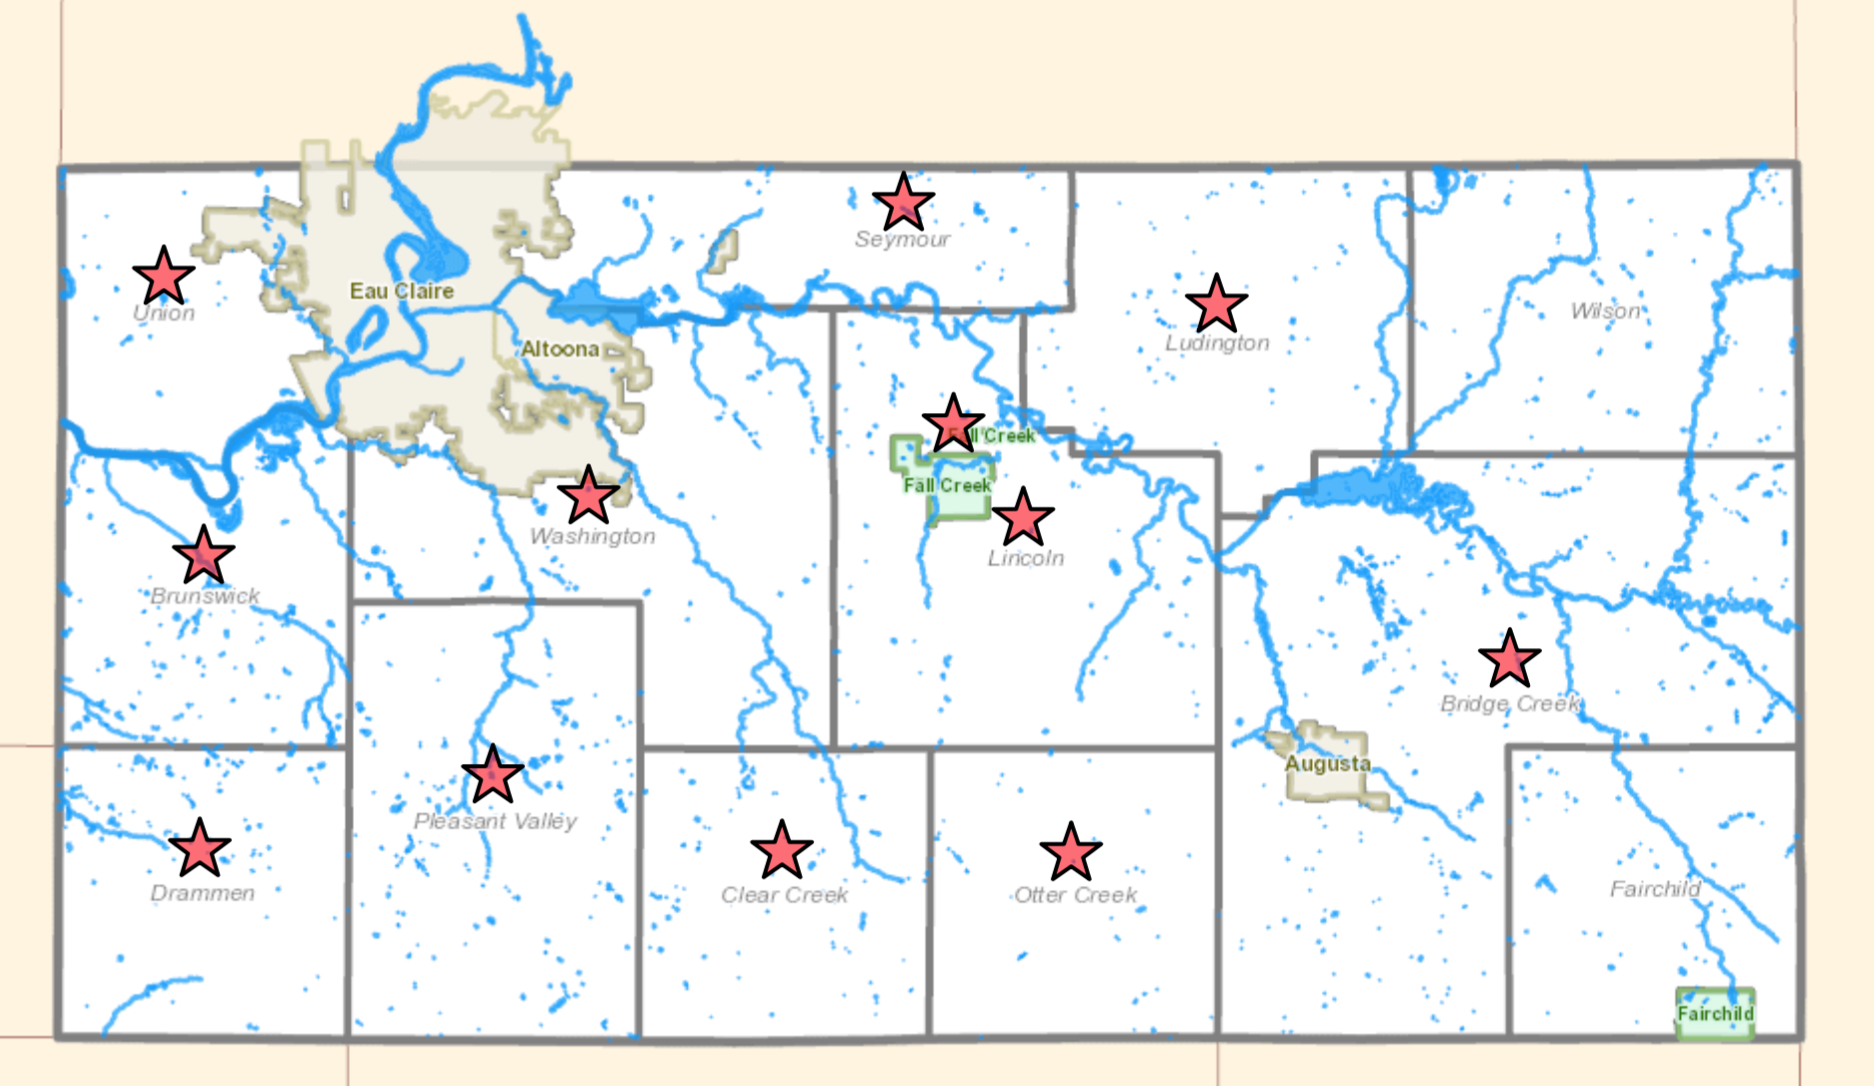 Seymour
Eau Claire
Union
Wilson
Ludington
Altoona
Fall Creek
Fall Creek
Washington
Lincoln
Brunswick
Bridge Creek
Augusta
Pleasant Valley
Drammen
Clear Creek
Otter Creek
Fairchild
Fairchild